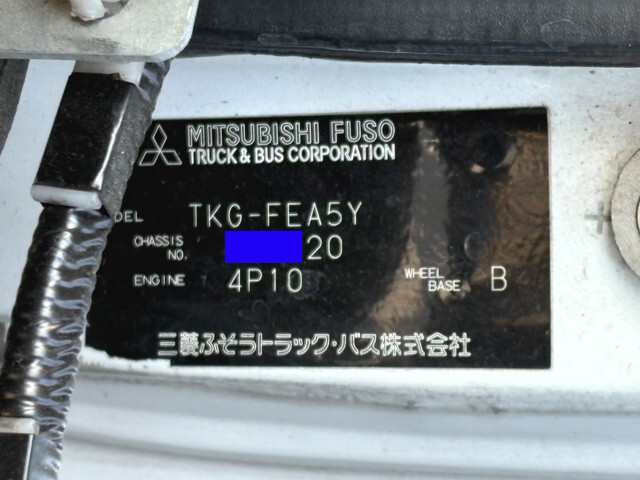 MITSUBISHI FUSO
TRUCK & BUS CORPORATION
DEL TKG-FEA5Y
CHASSIS NO. 20
ENGINE 4P10 WHEEL BASE B
三菱ふそうトラック・バス株式会社